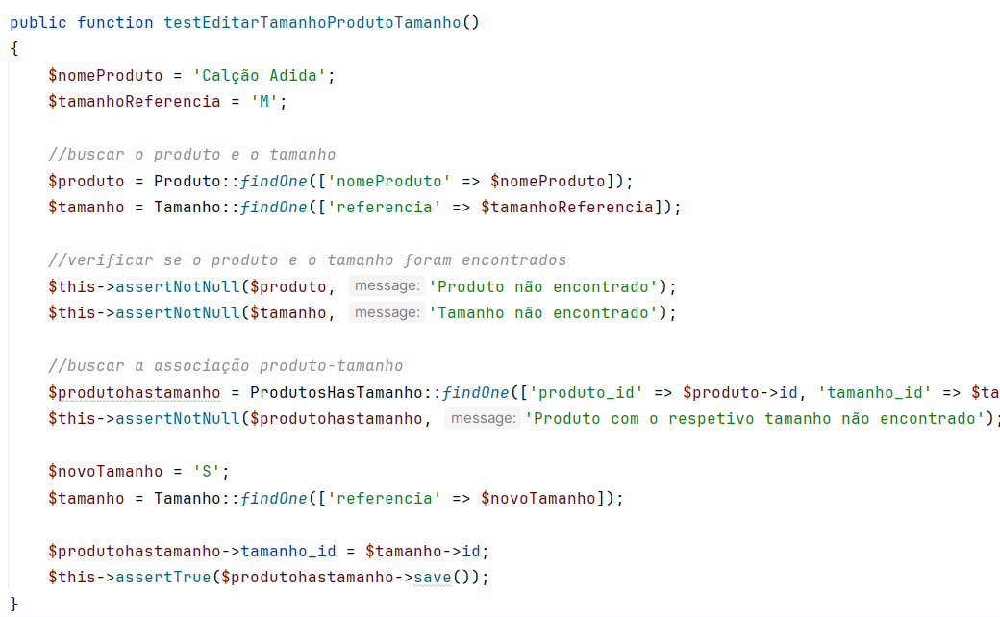 public function testEditarTamanhoProdutoTamanho()
{
    $nomeProduto = 'Calção Adida';
    $tamanhoReferencia = 'M';
    //buscar o produto e o tamanho
    $produto = Produto::findOne(['nomeProduto' => $nomeProduto]);
    $tamanho = Tamanho::findOne(['referencia' => $tamanhoReferencia]);
    //verificar se o produto e o tamanho foram encontrados
    $this->assertNotNull($produto, message: 'Produto não encontrado');
    $this->assertNotNull($tamanho, message: 'Tamanho não encontrado');
    //buscar a associação produto-tamanho
    $produtohastamanho = ProdutosHasTamanho::findOne(['produto_id' => $produto->id, 'tamanho_id' => $ta
    $this->assertNotNull($produtohastamanho, message: 'Produto com o respetivo tamanho não encontrado');
    $novoTamanho = 'S';
    $tamanho = Tamanho::findOne(['referencia' => $novoTamanho]);
    $produtohastamanho->tamanho_id = $tamanho->id;
    $this->assertTrue($produtohastamanho->save());
}